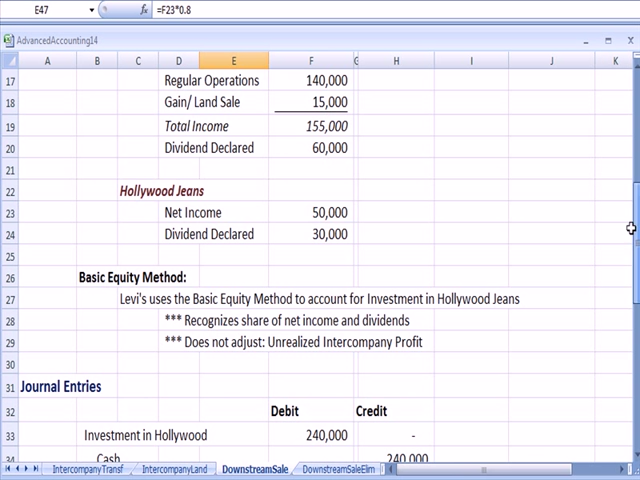 E47 fx =F23*0.8
AdvancedAccounting14
A B C D E F G H I J K
17 Regular Operations 140,000
18 Gain/ Land Sale 15,000
19 Total Income 155,000
20 Dividend Declared 60,000
21
22 Hollywood Jeans
23 Net Income 50,000
24 Dividend Declared 30,000
25
26 Basic Equity Method:
27 Levi's uses the Basic Equity Method to account for Investment in Hollywood Jeans
28 *** Recognizes share of net income and dividends
29 *** Does not adjust: Unrealized Intercompany Profit
30
31 Journal Entries
32 Debit Credit
33 Investment in Hollywood 240,000 -
34 Cash 240,000
IntercompanyTransf IntercompanyLand DownstreamSale DownstreamSaleElim